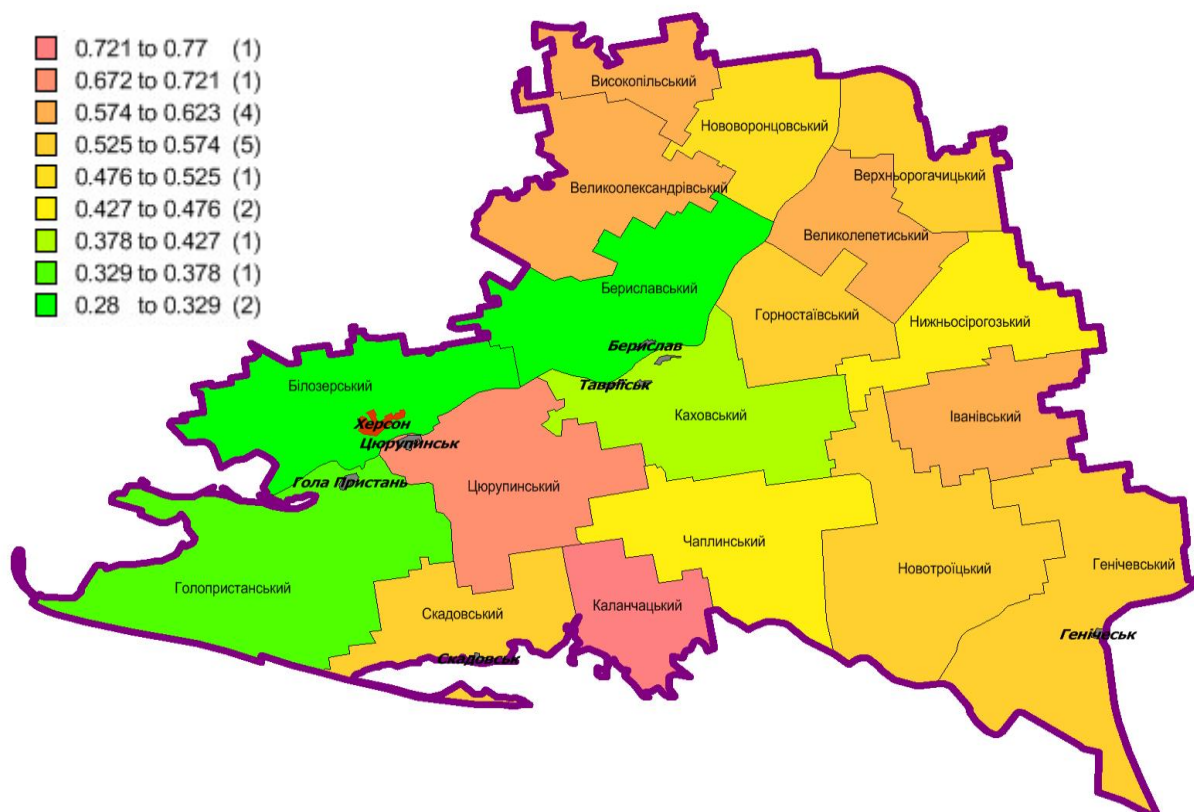 0.721 to 0.77 (1)
0.672 to 0.721 (1)
0.574 to 0.623 (4)
0.525 to 0.574 (5)
0.476 to 0.525 (1)
0.427 to 0.476 (2)
0.378 to 0.427 (1)
0.329 to 0.378 (1)
0.28 to 0.329 (2)
Високопільський
Нововоронцовський
Верхньорогачицький
Великоолександрівський
Великолепетиський
Бериславський
Горностаївський
Нижньосірогозький
Берислав
Таврійськ
Білозерський
Каховський
Іванівський
Херсон
Цюрупинськ
Гола Пристань
Цюрупинський
Чаплинський
Новотроїцький
Генічевський
Голопристанський
Скадовський
Каланчацький
Генічеськ
Скадовськ